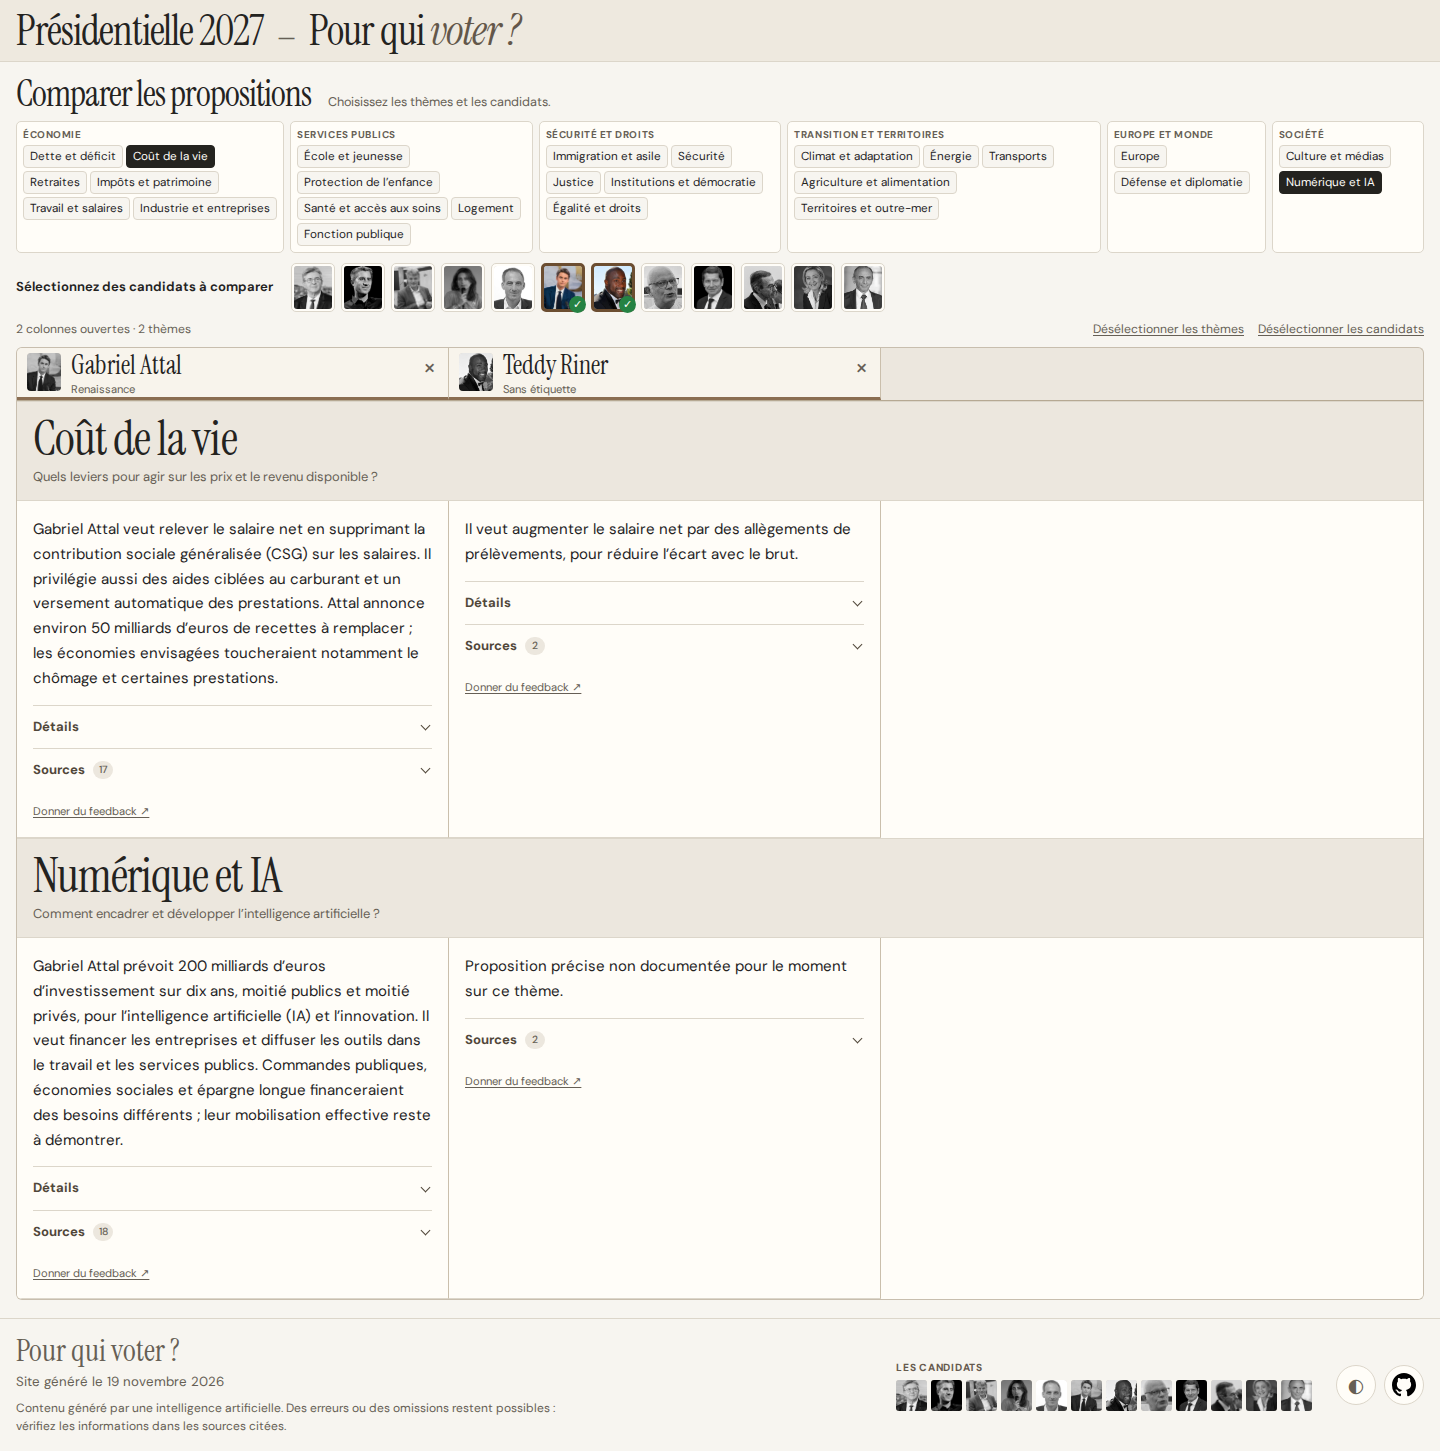 Présidentielle 2027 — Pour qui voter ?
Comparer les propositions
Choisissez les thèmes et les candidats.
ÉCONOMIE
Dette et déficit
Coût de la vie
Retraites
Impôts et patrimoine
Travail et salaires
Industrie et entreprises
SERVICES PUBLICS
École et jeunesse
Protection de l’enfance
Santé et accès aux soins
Logement
Fonction publique
SÉCURITÉ ET DROITS
Immigration et asile
Sécurité
Justice
Institutions et démocratie
Égalité et droits
TRANSITION ET TERRITOIRES
Climat et adaptation
Énergie
Transports
Agriculture et alimentation
Territoires et outre-mer
EUROPE ET MONDE
Europe
Défense et diplomatie
SOCIÉTÉ
Culture et médias
Numérique et IA
Sélectionnez des candidats à comparer
2 colonnes ouvertes · 2 thèmes
Désélectionner les thèmes
Désélectionner les candidats
Gabriel Attal
Renaissance
×
Teddy Riner
Sans étiquette
×
Coût de la vie
Quels leviers pour agir sur les prix et le revenu disponible ?
Gabriel Attal veut relever le salaire net en supprimant la
contribution sociale généralisée (CSG) sur les salaires. Il
privilégie aussi des aides ciblées au carburant et un
versement automatique des prestations. Attal annonce
environ 50 milliards d’euros de recettes à remplacer ;
les économies envisagées toucheraient notamment le
chômage et certaines prestations.
Détails
Sources 17
Donner du feedback ↗
Il veut augmenter le salaire net par des allègements de
prélèvements, pour réduire l’écart avec le brut.
Détails
Sources 2
Donner du feedback ↗
Numérique et IA
Comment encadrer et développer l’intelligence artificielle ?
Gabriel Attal prévoit 200 milliards d’euros
d’investissement sur dix ans, moitié publics et moitié
privés, pour l’intelligence artificielle (IA) et l’innovation. Il
veut financer les entreprises et diffuser les outils dans
le travail et les services publics. Commandes publiques,
économies sociales et épargne longue financeraient
des besoins différents ; leur mobilisation effective reste
à démontrer.
Détails
Sources 18
Donner du feedback ↗
Proposition précise non documentée pour le moment
sur ce thème.
Sources 2
Donner du feedback ↗
Pour qui voter ?
Site généré le 19 novembre 2026
Contenu généré par une intelligence artificielle. Des erreurs ou des omissions restent possibles :
vérifiez les informations dans les sources citées.
LES CANDIDATS